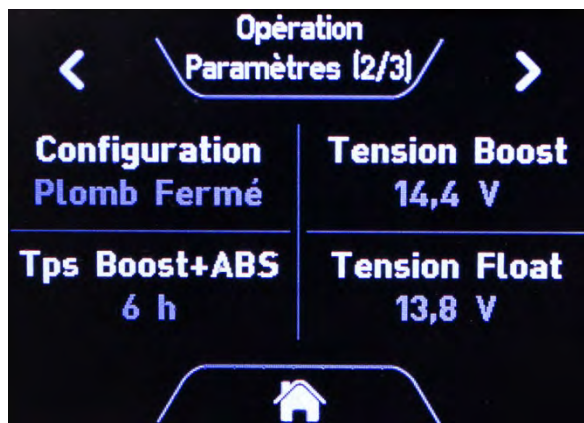 Opération
Paramètres (2/3)
Configuration
Plomb Fermé
Tension Boost
14,4 V
Tps Boost+ABS
6 h
Tension Float
13,8 V